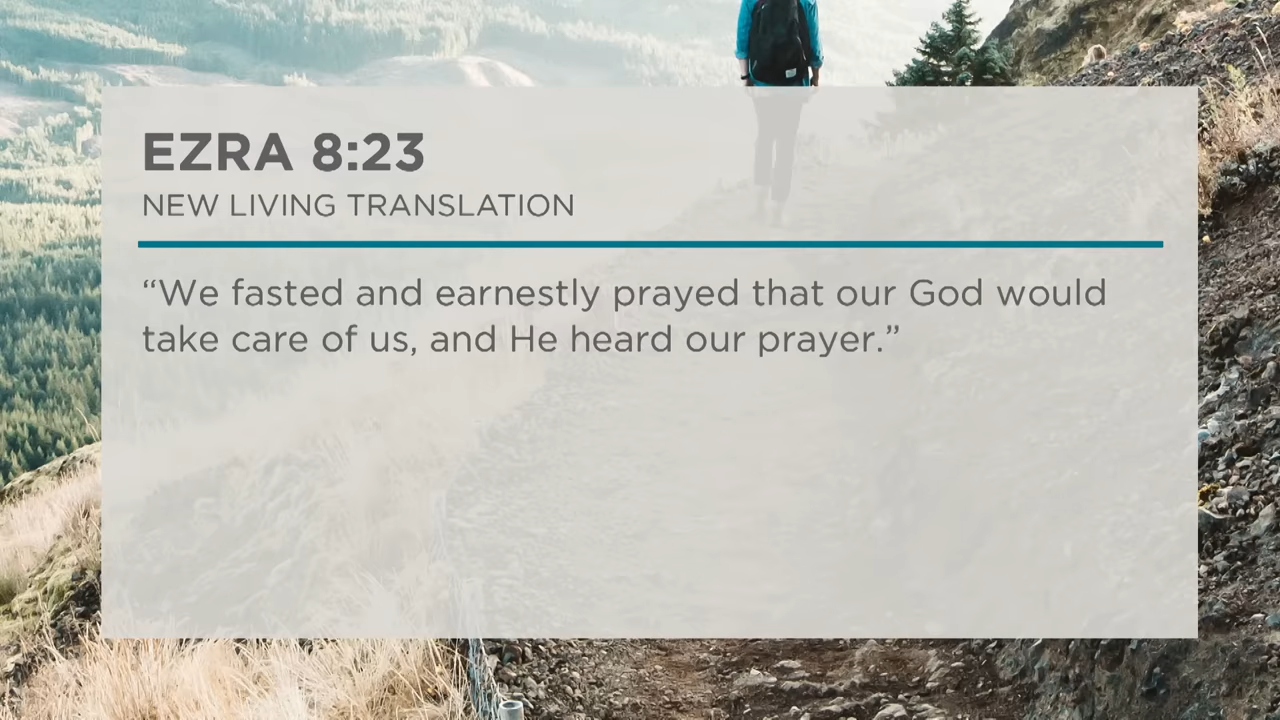 EZRA 8:23
NEW LIVING TRANSLATION
“We fasted and earnestly prayed that our God would
take care of us, and He heard our prayer.”